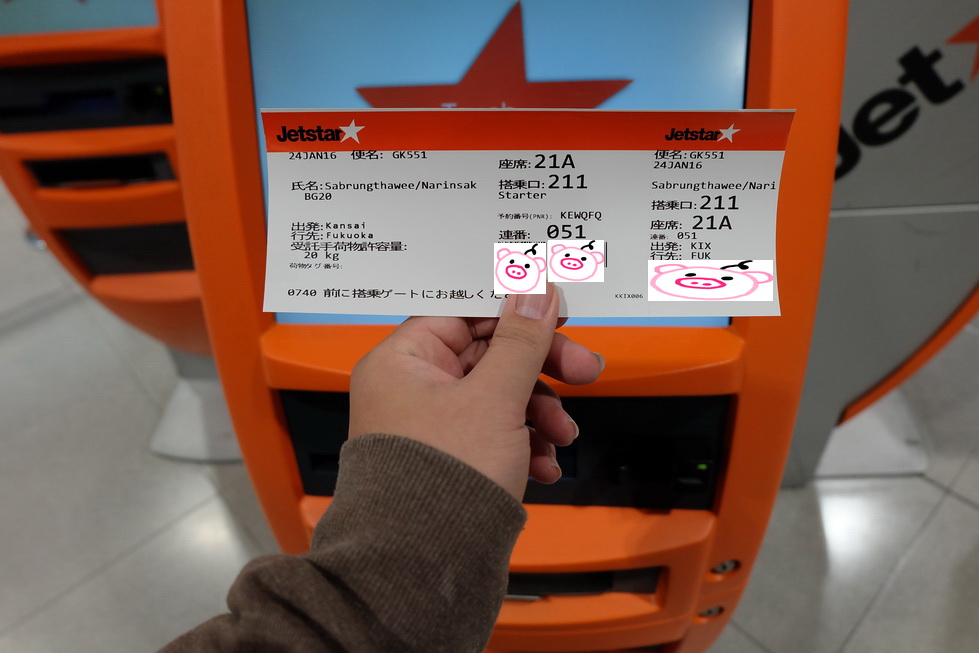 Jetstar
Jetstar
24JAN16 便名: GK551
氏名:Sabrungthawee/Narinsak
BG20
出発:Kansai
行先:Fukuoka
受託手荷物許容量:
20 kg
荷物タグ番号:
0740 前に搭乗ゲートにお越しくだ
座席:21A
搭乗口:211
Starter
予約番号(PNR): KEWQFQ
連番: 051
便名:GK551
24JAN16
Sabrungthawee/Nari
搭乗口:211
座席: 21A
連番: 051
出発: KIX
行先: FUK
KKIX006
Jet